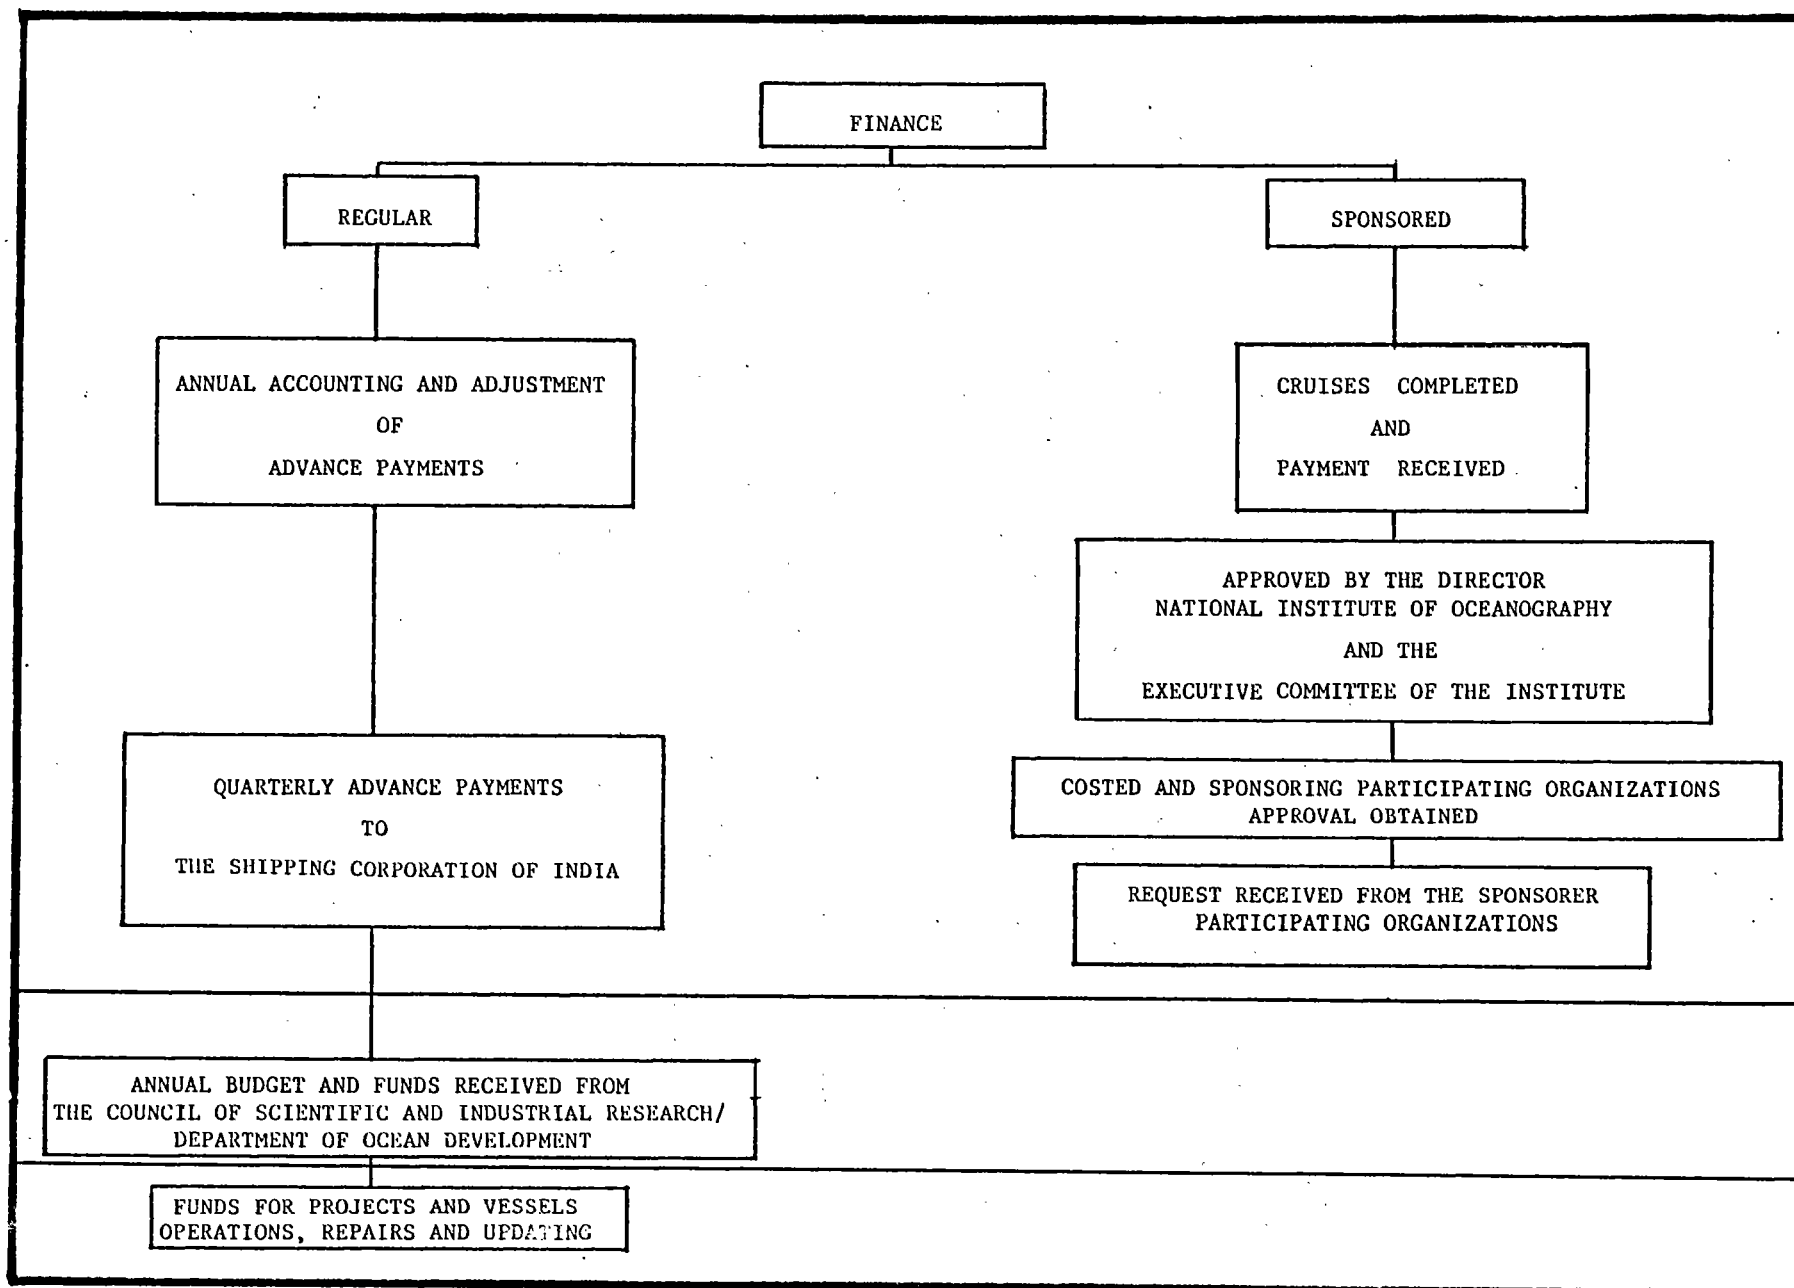 FINANCE
REGULAR
SPONSORED
ANNUAL ACCOUNTING AND ADJUSTMENT
OF
ADVANCE PAYMENTS
CRUISES COMPLETED
AND
PAYMENT RECEIVED
APPROVED BY THE DIRECTOR
NATIONAL INSTITUTE OF OCEANOGRAPHY
AND THE
EXECUTIVE COMMITTEE OF THE INSTITUTE
QUARTERLY ADVANCE PAYMENTS
TO
THE SHIPPING CORPORATION OF INDIA
COSTED AND SPONSORING PARTICIPATING ORGANIZATIONS
APPROVAL OBTAINED
REQUEST RECEIVED FROM THE SPONSORER
PARTICIPATING ORGANIZATIONS
ANNUAL BUDGET AND FUNDS RECEIVED FROM
THE COUNCIL OF SCIENTIFIC AND INDUSTRIAL RESEARCH/
DEPARTMENT OF OCEAN DEVELOPMENT
FUNDS FOR PROJECTS AND VESSELS
OPERATIONS, REPAIRS AND UPDATING